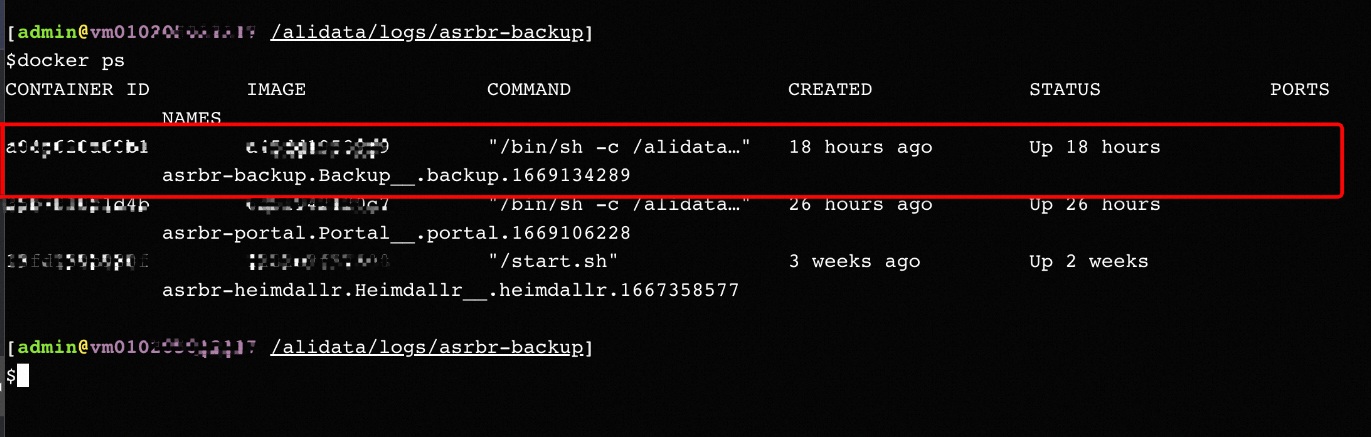 [admin@ /alidata/logs/asrbr-backup]
$docker ps
CONTAINER ID IMAGE COMMAND CREATED STATUS PORTS
NAMES
"/bin/sh -c /alidata…" 18 hours ago Up 18 hours
asrbr-backup.Backup__.backup.1669134289
"/bin/sh -c /alidata…" 26 hours ago Up 26 hours
asrbr-portal.Portal__.portal.1669106228
"/start.sh" 3 weeks ago Up 2 weeks
asrbr-heimdallr.Heimdallr__.heimdallr.1667358577
[admin@ /alidata/logs/asrbr-backup]
$